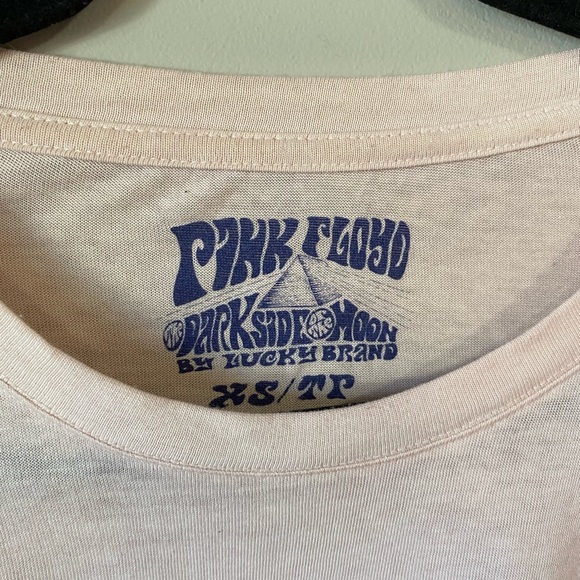 PINK FLOYD
THE DARK SIDE OF THE MOON
BY LUCKY BRAND
XS/TP